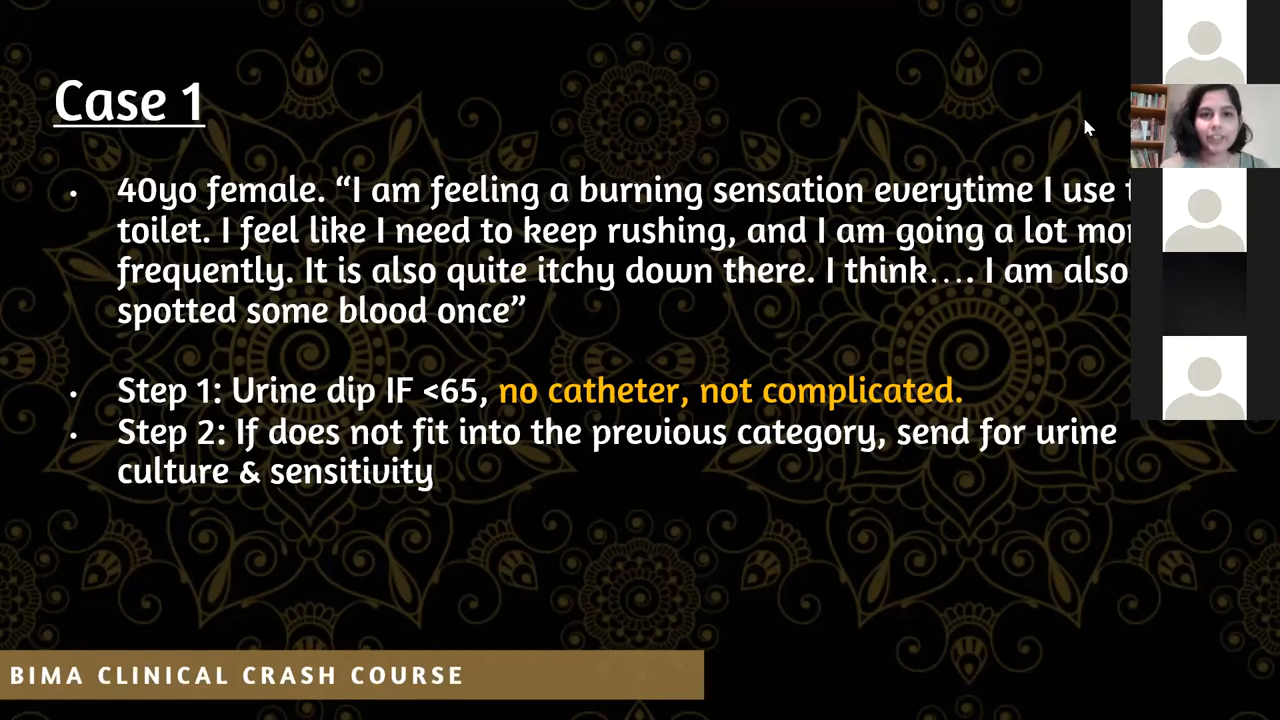 Case 1
• 40yo female. “I am feeling a burning sensation everytime I use
toilet. I feel like I need to keep rushing, and I am going a lot
frequently. It is also quite itchy down there. I think…. I am also
spotted some blood once”
• Step 1: Urine dip IF <65, no catheter, not complicated.
• Step 2: If does not fit into the previous category, send for urine
culture & sensitivity
BIMA CLINICAL CRASH COURSE